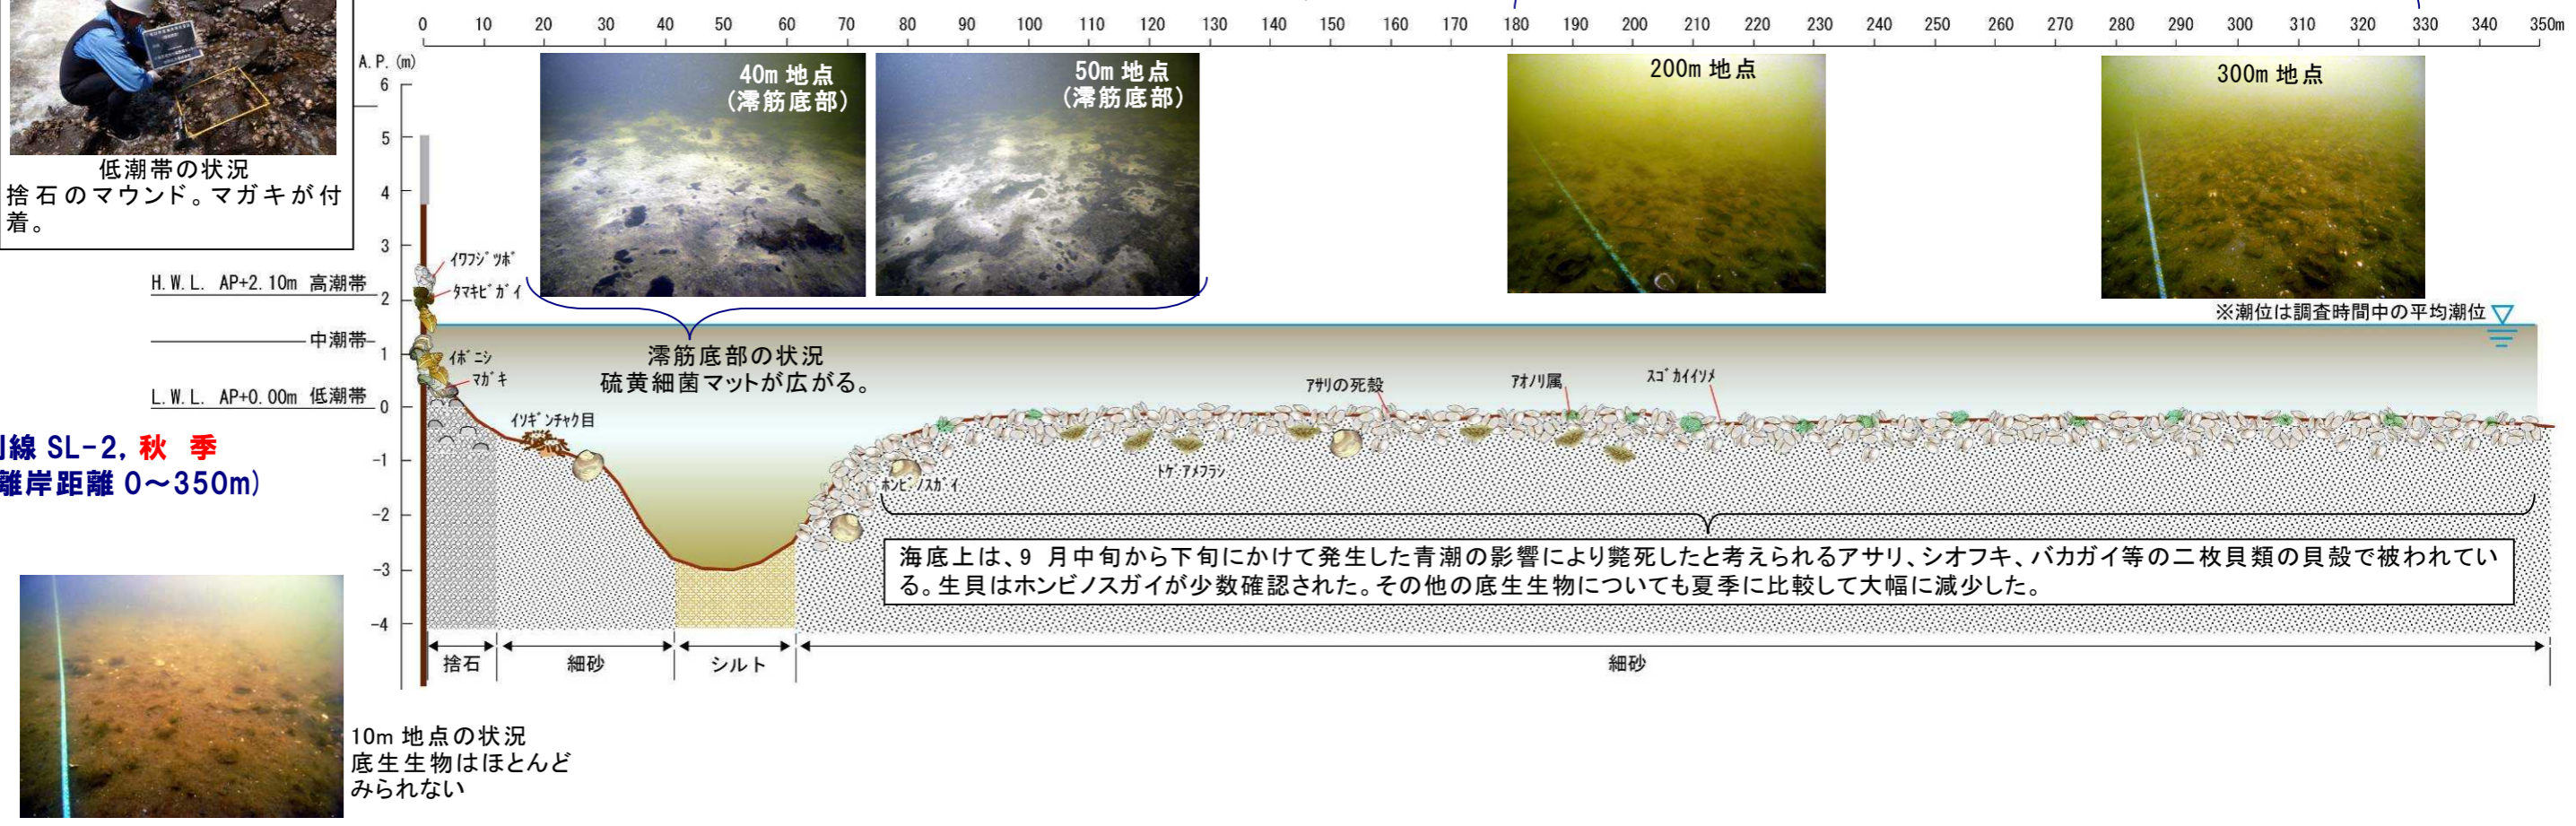 0 10 20 30 40 50 60 70 80 90 100 110 120 130 140 150 160 170 180 190 200 210 220 230 240 250 260 270 280 290 300 310 320 330 340 350m
A.P.(m)
6
5
4
3
2
1
0
-1
-2
-3
-4
低潮帯の状況
捨石のマウンド。マガキが付
着。
40m 地点
(澪筋底部)
50m 地点
(澪筋底部)
200m 地点
300m 地点
H.W.L. AP+2.10m 高潮帯
中潮帯
L.W.L. AP+0.00m 低潮帯
イワフジツボ
タマキビガイ
イボニシ
マガキ
イソギンチャク目
※潮位は調査時間中の平均潮位
澪筋底部の状況
硫黄細菌マットが広がる。
アサリの死殻
アオノリ属
スゴカイイソメ
ホンビノスガイ
トゲアメフラシ
線 SL-2, 秋 季
離岸距離 0~350m)
海底上は、9 月中旬から下旬にかけて発生した青潮の影響により斃死したと考えられるアサリ、シオフキ、バカガイ等の二枚貝類の貝殻で被われてい
る。生貝はホンビノスガイが少数確認された。その他の底生生物についても夏季に比較して大幅に減少した。
捨石
細砂
シルト
細砂
10m 地点の状況
底生生物はほとんど
みられない